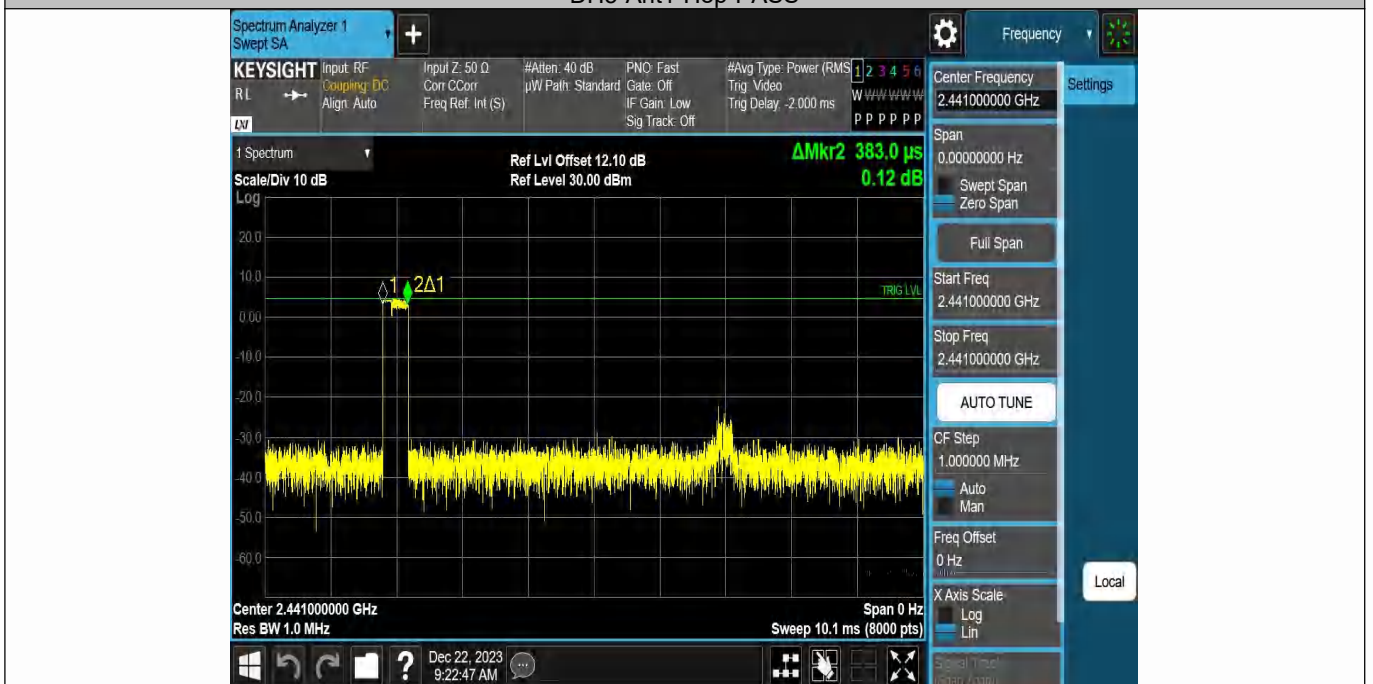 Spectrum Analyzer 1
Swept SA
Frequency
KEYSIGHT
RL
LXI
Input: RF
Coupling: DC
Align: Auto
Input Z: 50 Ω
Corr CCorr
Freq Ref: Int (S)
#Atten: 40 dB
µW Path: Standard
PNO: Fast
Gate: Off
IF Gain: Low
Sig Track: Off
#Avg Type: Power (RMS
Trig: Video
Trig Delay: -2.000 ms
1 2 3 4 5 6
W W W W W W
P P P P P P
1 Spectrum
Scale/Div 10 dB
Log
Ref Lvl Offset 12.10 dB
Ref Level 30.00 dBm
ΔMkr2 383.0 µs
0.12 dB
20.0
10.0
0.00
-10.0
-20.0
-30.0
-40.0
-50.0
-60.0
1
2Δ1
TRIG LVL
Center 2.441000000 GHz
Res BW 1.0 MHz
Span 0 Hz
Sweep 10.1 ms (8000 pts)
Center Frequency
2.441000000 GHz
Span
0.00000000 Hz
Swept Span
Zero Span
Full Span
Start Freq
2.441000000 GHz
Stop Freq
2.441000000 GHz
AUTO TUNE
CF Step
1.000000 MHz
Auto
Man
Freq Offset
0 Hz
X Axis Scale
Log
Lin
Settings
Local
?
Dec 22, 2023
9:22:47 AM